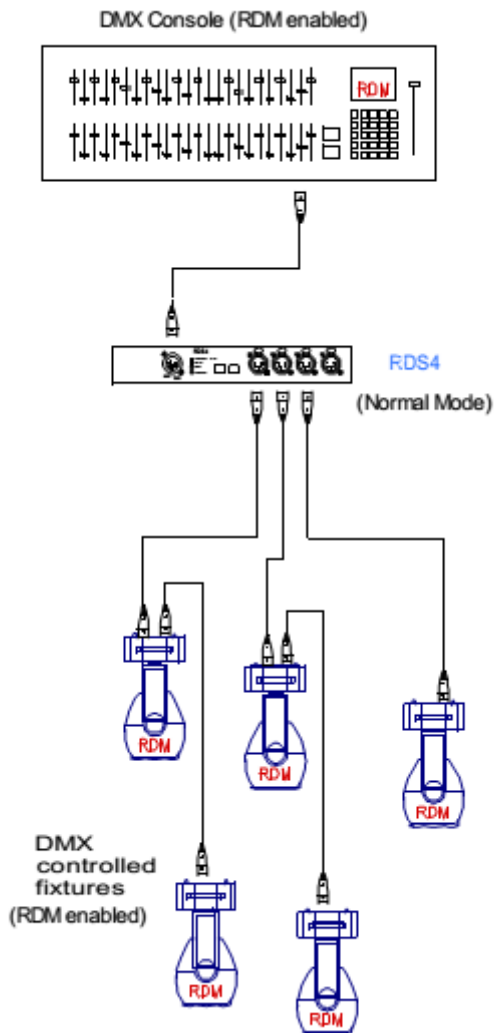 DMX Console (RDM enabled)
RDM
RDS4
(Normal Mode)
RDM
RDM
RDM
DMX
controlled
fixtures
(RDM enabled)
RDM
RDM